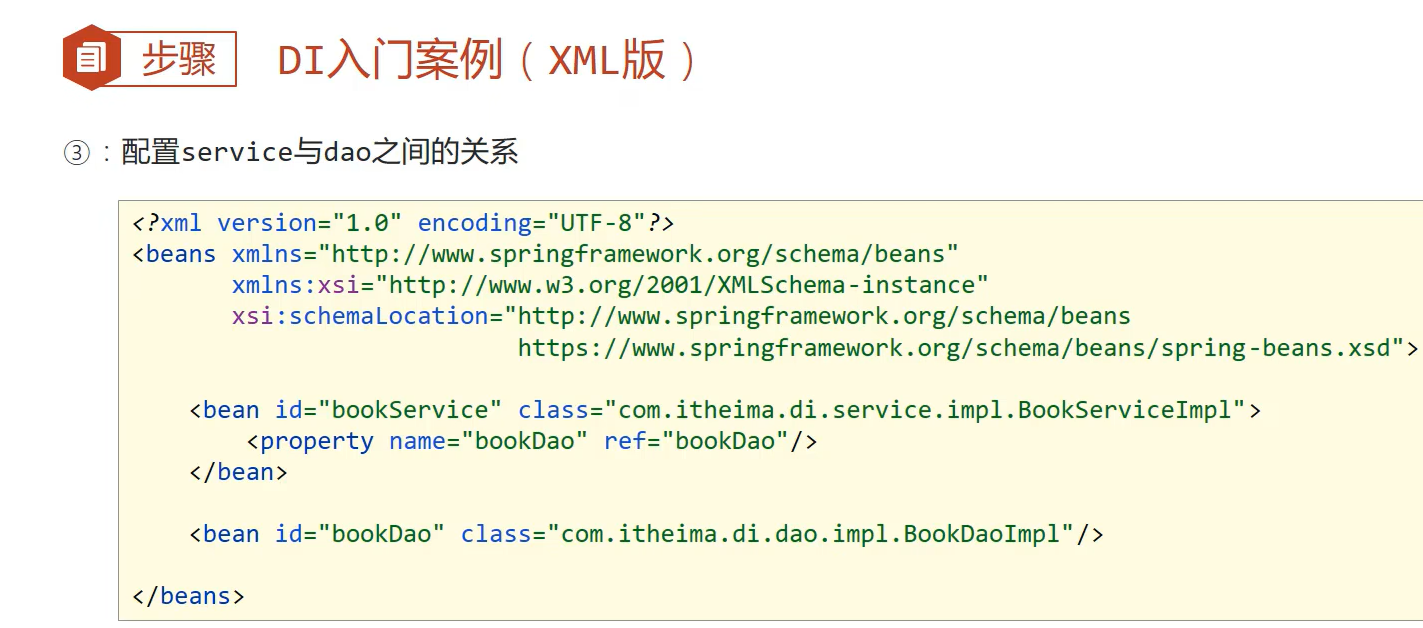 步骤 DI入门案例（XML版）
③：配置service与dao之间的关系
<?xml version="1.0" encoding="UTF-8"?>
<beans xmlns="http://www.springframework.org/schema/beans"
       xmlns:xsi="http://www.w3.org/2001/XMLSchema-instance"
       xsi:schemaLocation="http://www.springframework.org/schema/beans
                           https://www.springframework.org/schema/beans/spring-beans.xsd">
    <bean id="bookService" class="com.itheima.di.service.impl.BookServiceImpl">
        <property name="bookDao" ref="bookDao"/>
    </bean>
    <bean id="bookDao" class="com.itheima.di.dao.impl.BookDaoImpl"/>
</beans>